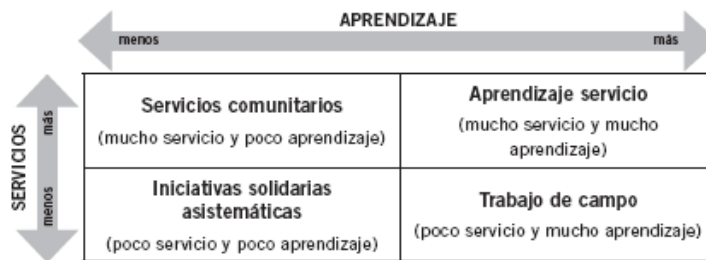 APRENDIZAJE
menos
más
SERVICIOS
más
menos
Servicios comunitarios
(mucho servicio y poco aprendizaje)
Aprendizaje servicio
(mucho servicio y mucho
aprendizaje)
Iniciativas solidarias
asistemáticas
(poco servicio y poco aprendizaje)
Trabajo de campo
(poco servicio y mucho aprendizaje)